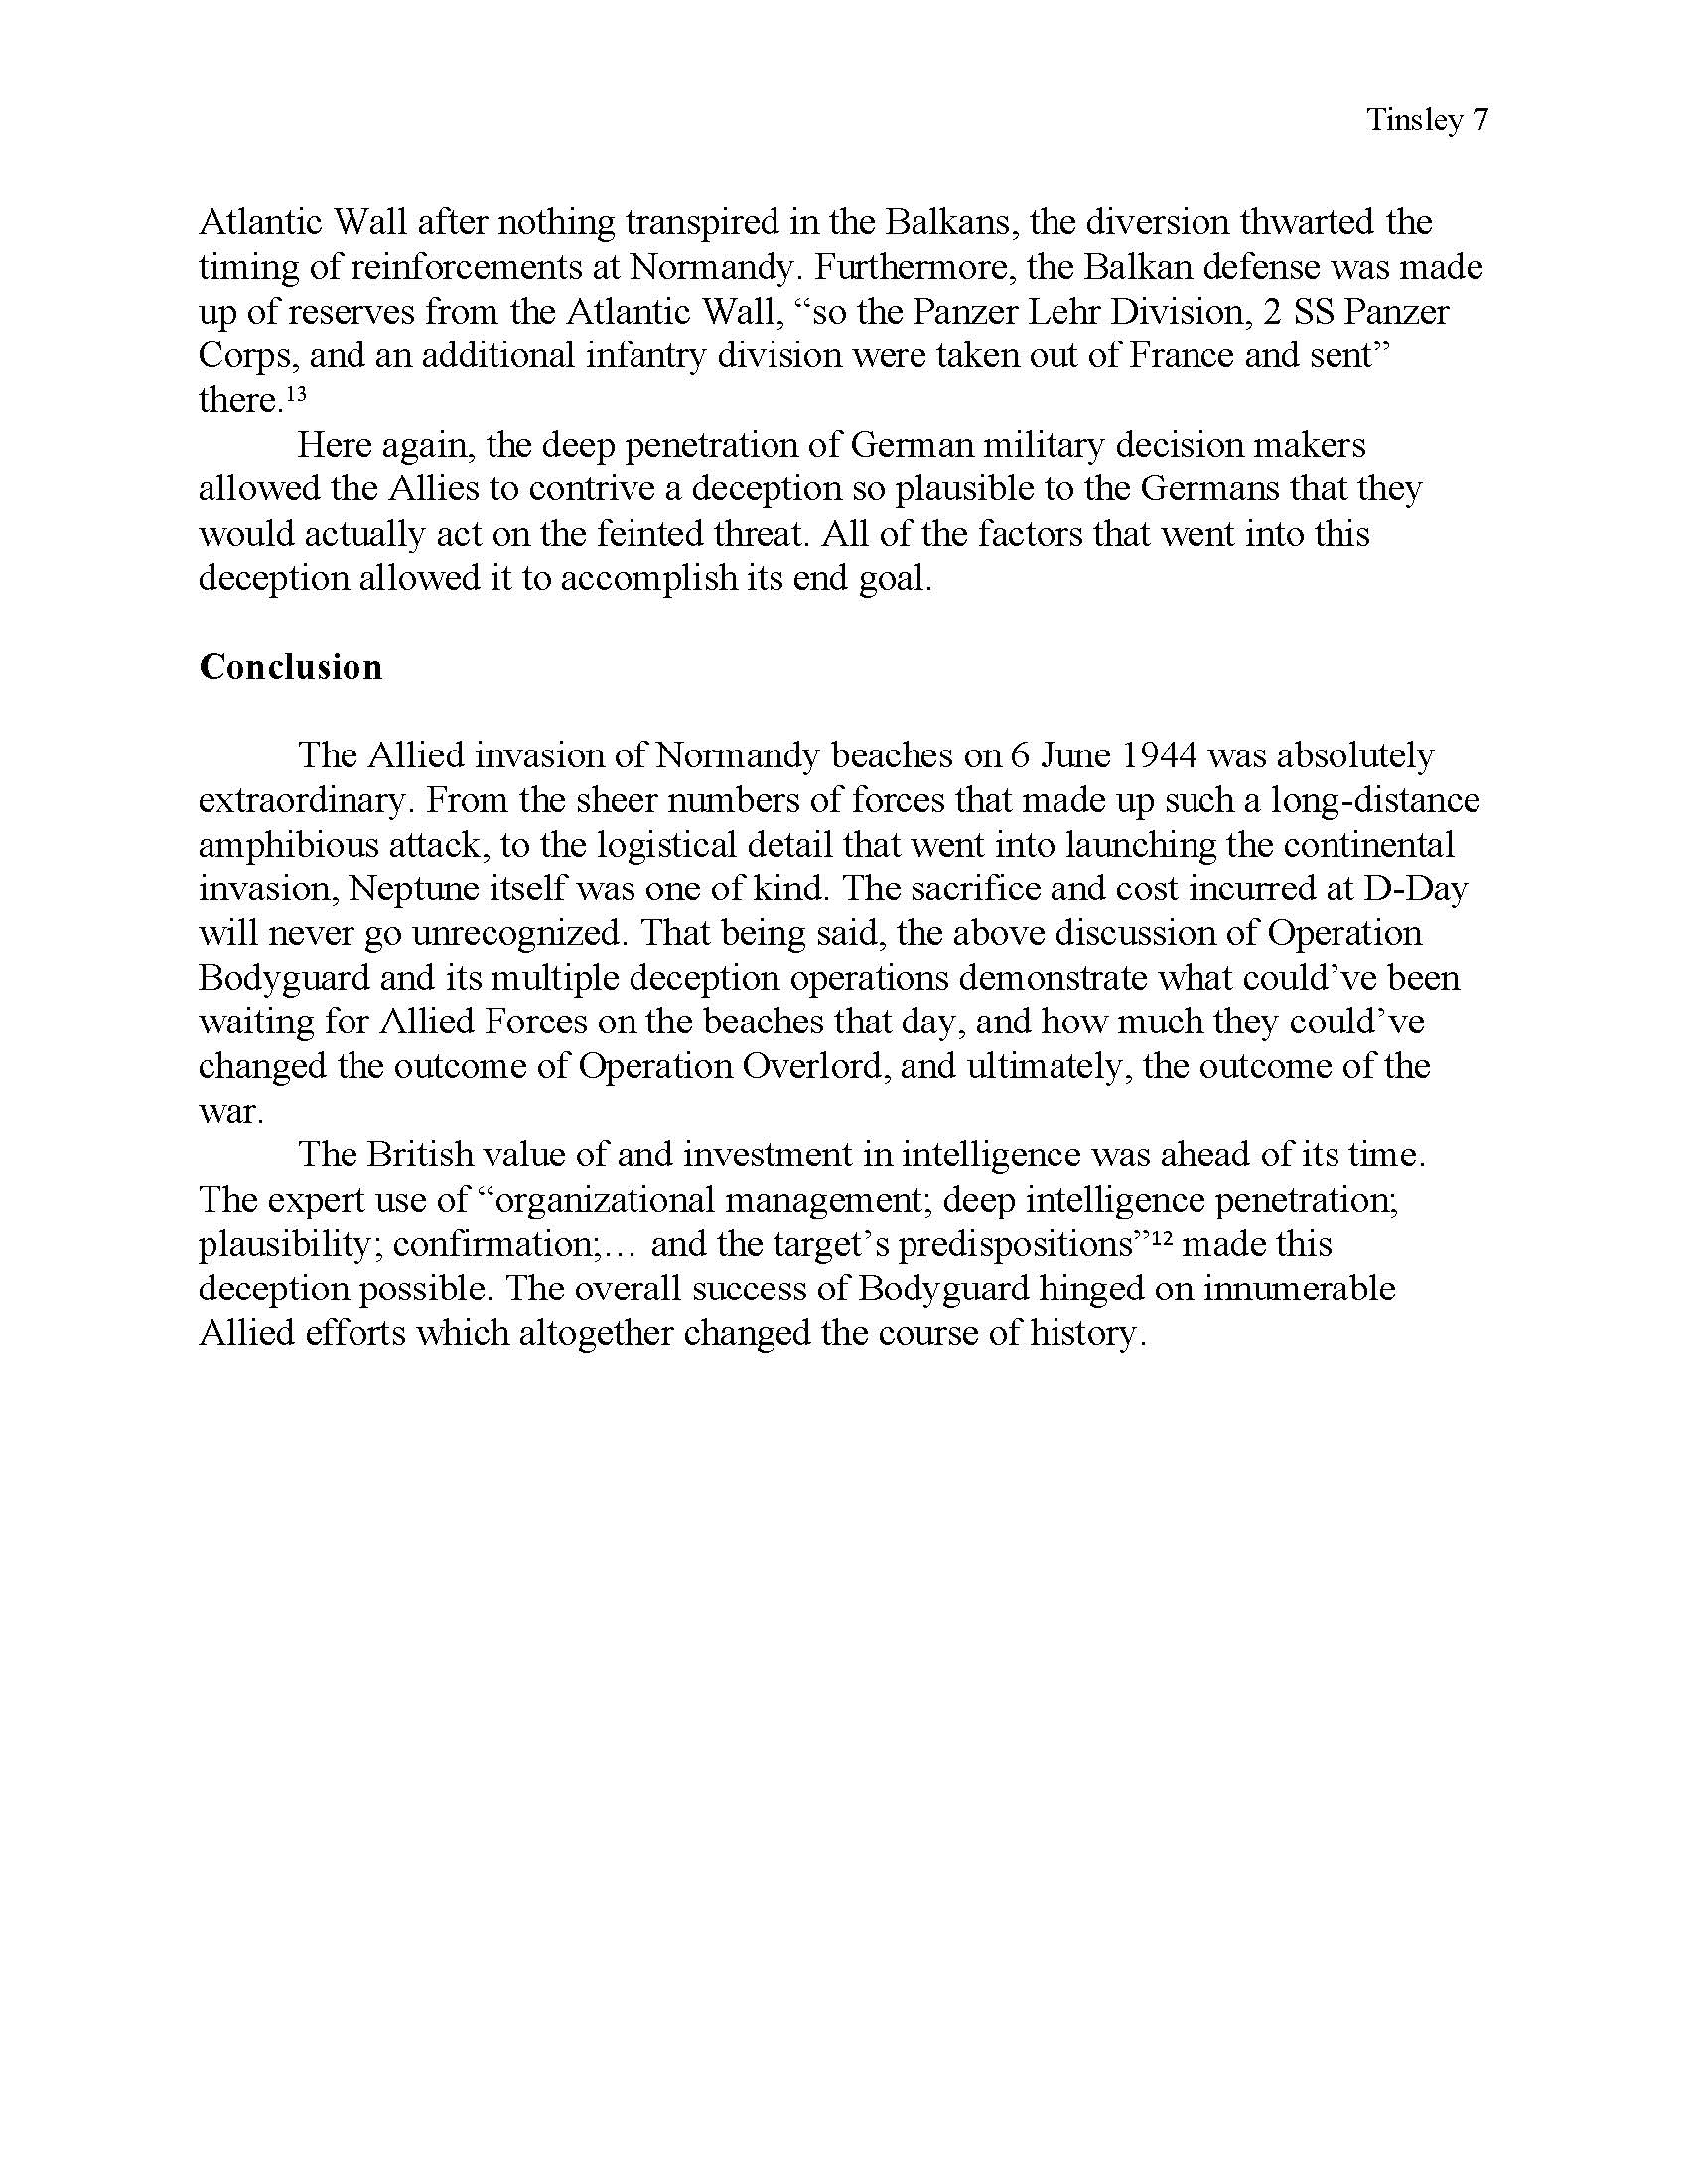 Tinsley 7
Atlantic Wall after nothing transpired in the Balkans, the diversion thwarted the
timing of reinforcements at Normandy. Furthermore, the Balkan defense was made
up of reserves from the Atlantic Wall, “so the Panzer Lehr Division, 2 SS Panzer
Corps, and an additional infantry division were taken out of France and sent”
there.¹³
Here again, the deep penetration of German military decision makers
allowed the Allies to contrive a deception so plausible to the Germans that they
would actually act on the feinted threat. All of the factors that went into this
deception allowed it to accomplish its end goal.
Conclusion
The Allied invasion of Normandy beaches on 6 June 1944 was absolutely
extraordinary. From the sheer numbers of forces that made up such a long-distance
amphibious attack, to the logistical detail that went into launching the continental
invasion, Neptune itself was one of kind. The sacrifice and cost incurred at D-Day
will never go unrecognized. That being said, the above discussion of Operation
Bodyguard and its multiple deception operations demonstrate what could’ve been
waiting for Allied Forces on the beaches that day, and how much they could’ve
changed the outcome of Operation Overlord, and ultimately, the outcome of the
war.
The British value of and investment in intelligence was ahead of its time.
The expert use of “organizational management; deep intelligence penetration;
plausibility; confirmation;… and the target’s predispositions”¹² made this
deception possible. The overall success of Bodyguard hinged on innumerable
Allied efforts which altogether changed the course of history.